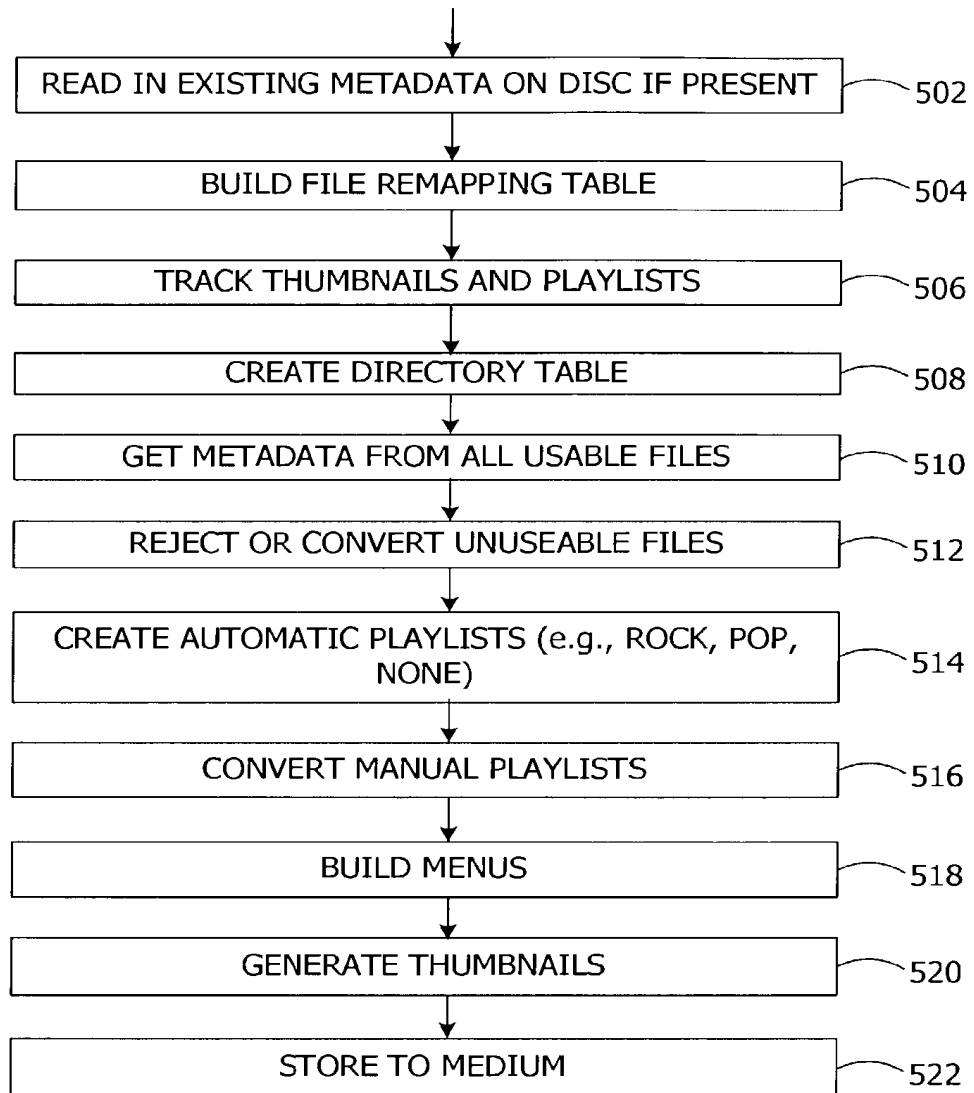 READ IN EXISTING METADATA ON DISC IF PRESENT
502
BUILD FILE REMAPPING TABLE
504
TRACK THUMBNAILS AND PLAYLISTS
506
CREATE DIRECTORY TABLE
508
GET METADATA FROM ALL USABLE FILES
510
REJECT OR CONVERT UNUSEABLE FILES
512
CREATE AUTOMATIC PLAYLISTS (e.g., ROCK, POP,
NONE)
514
CONVERT MANUAL PLAYLISTS
516
BUILD MENUS
518
GENERATE THUMBNAILS
520
STORE TO MEDIUM
522